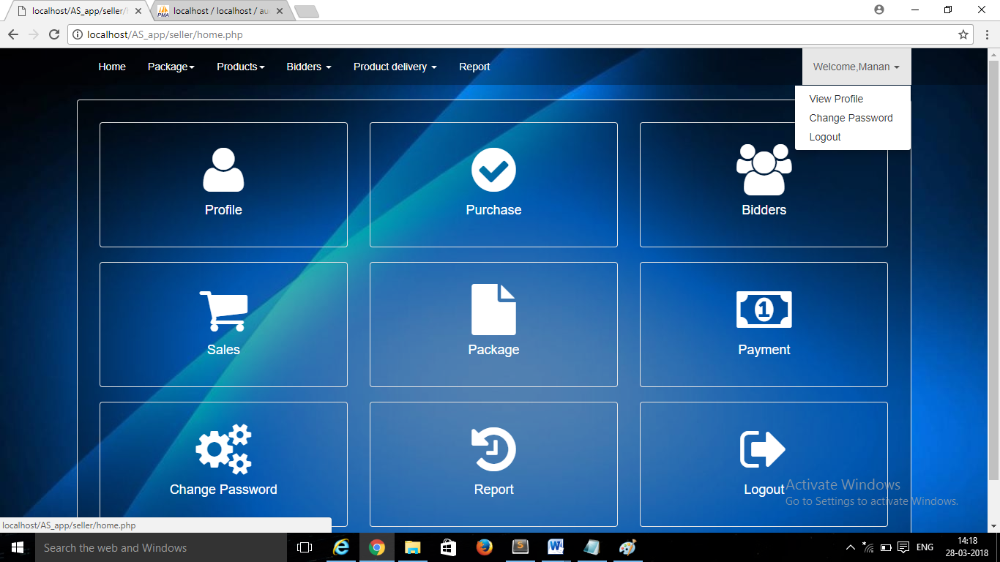 localhost/AS_app/seller/
localhost / localhost / au
localhost/AS_app/seller/home.php
Home Package Products Bidders Product delivery Report Welcome,Manan
View Profile
Change Password
Logout
Profile Purchase Bidders
Sales Package 1 Payment
Change Password Report Logout
Activate Windows
Go to Settings to activate Windows.
localhost/AS_app/seller/home.php
Search the web and Windows
ENG
14:18
28-03-2018